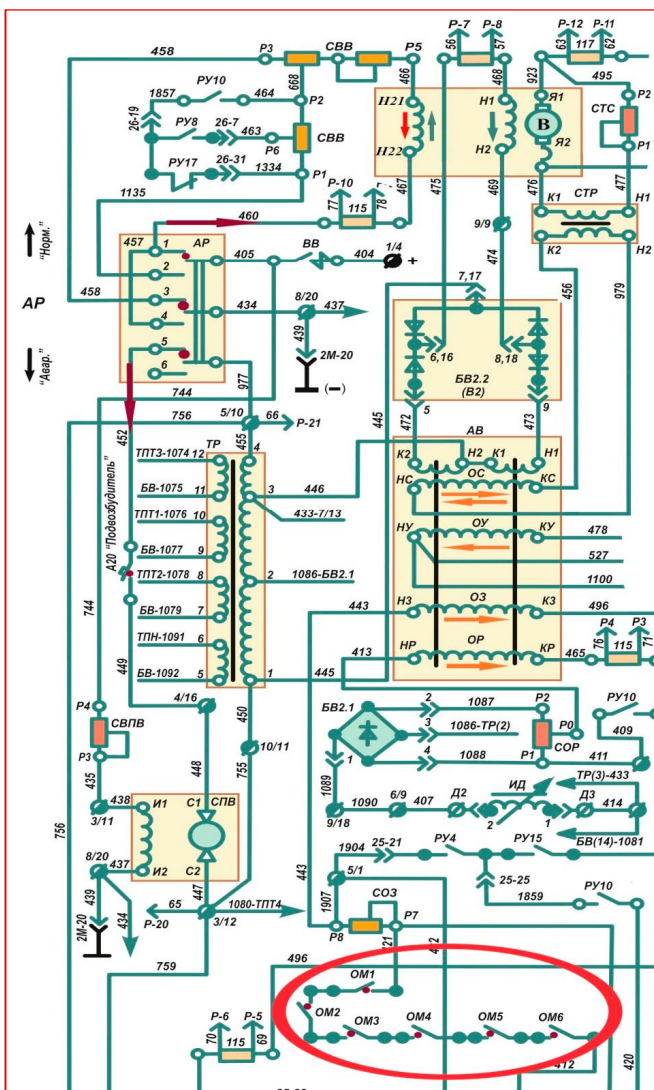 Р-7 Р-8 Р-12 Р-11
458 Р3 СВВ Р5 56 57 63 117 62
668 466 468 923 495
1857 РУ10 464 Р2 Н21 Н1 Я1 Р2
26-19 РУ8 26-7 463 СВВ В СТС
Р6 Н22 Н2 Я2
РУ17 26-31 1334 Р1 Р1
1135 Р-10 467 475 469 476 477
77 115 78
460 К1 СТР Н1
"Норм." 457 1 АР 405 ВВ 404 1/4 + 9/9 К2 Н2
2 474 456 979
АР 458 3 434 8/20 437 7,17
4
5 439 6,16 8,18
"Авар." 6 2М-20 (-) БВ2.2
(В2)
744 977
756 5/10 66 Р-21 445 472 5 473 9
452 455 АВ
ТПТ3-1074 12 ТР 4 К2 Н2 К1 Н1
НС ОС КС
БВ-1075 11 3 446
А20 "Подвозбудитель" ТПТ1-1076 10 433-7/13
НУ ОУ КУ 478
БВ-1077 9 527
ТПТ2-1078 8 2 1086-БВ2.1 1100
744 БВ-1079 7 443 Н3 ОЗ К3 496
ТПН-1091 6 Р4 Р3
413 НР ОР КР 465 76 115 71
449 БВ-1092 5 1 445
4/16 450
Р4 БВ2.1 2 1087 Р2 РУ10
СВПВ 3 1086-ТР(2) Р0 409
Р3 448 10/11 1 4 1088 Р1 СОР 411
435 755 1089 ТР(3)-433
438 И1 С1 СПВ 1090 6/9 407 Д2 ИД Д3 414
3/11 9/18 2 1
756 И2 С2 БВ(14)-1081
8/20 437 447 443 1904 25-21 РУ4 РУ15
439 434 5/1 25-25
65 1080-ТПТ4 1907 СОЗ 1859 РУ10
2М-20 Р-20 3/12 Р8 Р7
759
496 ОМ1
ОМ2 ОМ3 ОМ4 ОМ5 ОМ6
Р-6 Р-5
70 115 69 412 420